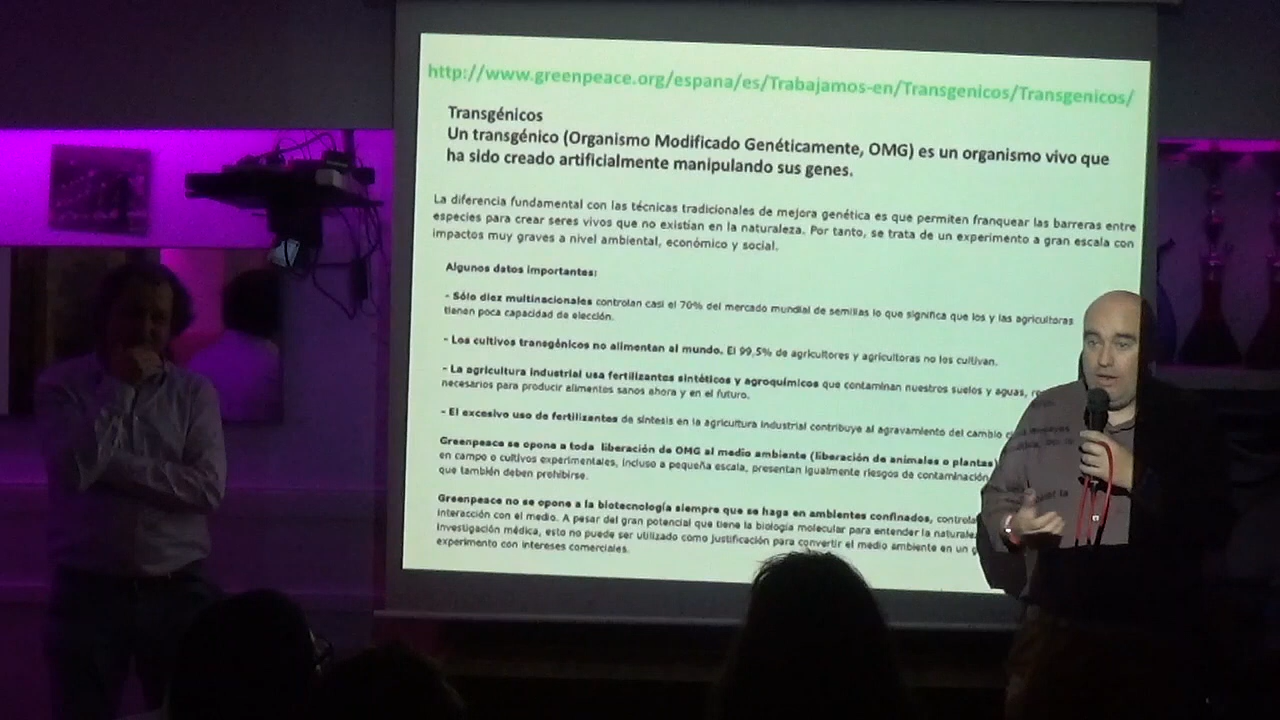 http://www.greenpeace.org/espana/es/Trabajamos-en/Transgenicos/Transgenicos/
Transgénicos
Un transgénico (Organismo Modificado Genéticamente, OMG) es un organismo vivo que
ha sido creado artificialmente manipulando sus genes.
La diferencia fundamental con las técnicas tradicionales de mejora genética es que permiten franquear las barreras entre
especies para crear seres vivos que no existían en la naturaleza. Por tanto, se trata de un experimento a gran escala con
impactos muy graves a nivel ambiental, económico y social.
Algunos datos importantes:
- Sólo diez multinacionales controlan casi el 70% del mercado mundial de semillas lo que significa que los y las agricultoras
tienen poca capacidad de elección.
- Los cultivos transgénicos no alimentan al mundo. El 99,5% de agricultores y agricultoras no los cultivan.
- La agricultura industrial usa fertilizantes sintéticos y agroquímicos que contaminan nuestros suelos y aguas,
necesarios para producir alimentos sanos ahora y en el futuro.
- El excesivo uso de fertilizantes de síntesis en la agricultura industrial contribuye al agravamiento del cambio
Greenpeace se opone a toda liberación de OMG al medio ambiente (liberación de animales o plantas)
en campo o cultivos experimentales, incluso a pequeña escala, presentan igualmente riesgos de contaminación
que también deben prohibirse.
Greenpeace no se opone a la biotecnología siempre que se haga en ambientes confinados, controla
interacción con el medio. A pesar del gran potencial que tiene la biología molecular para entender la naturale
investigación médica, esto no puede ser utilizado como justificación para convertir el medio ambiente en un g
experimento con intereses comerciales.